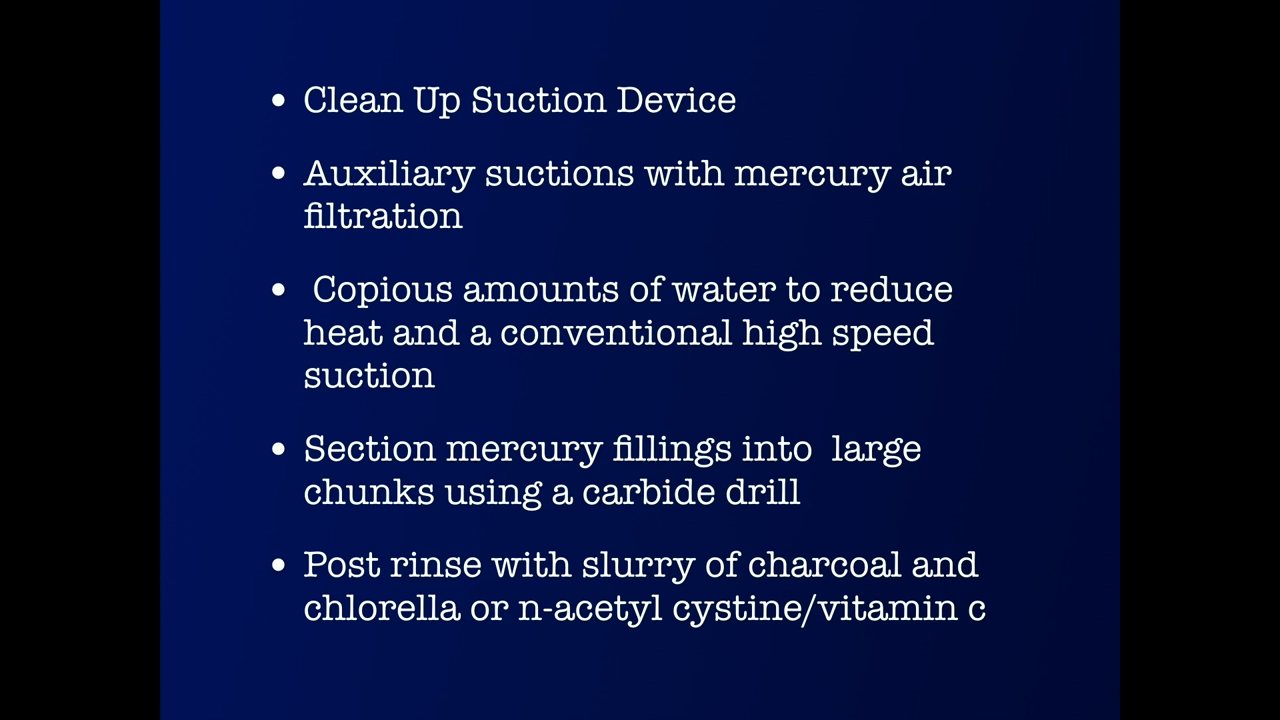 • Clean Up Suction Device
• Auxiliary suctions with mercury air
filtration
• Copious amounts of water to reduce
heat and a conventional high speed
suction
• Section mercury fillings into  large
chunks using a carbide drill
• Post rinse with slurry of charcoal and
chlorella or n-acetyl cystine/vitamin c